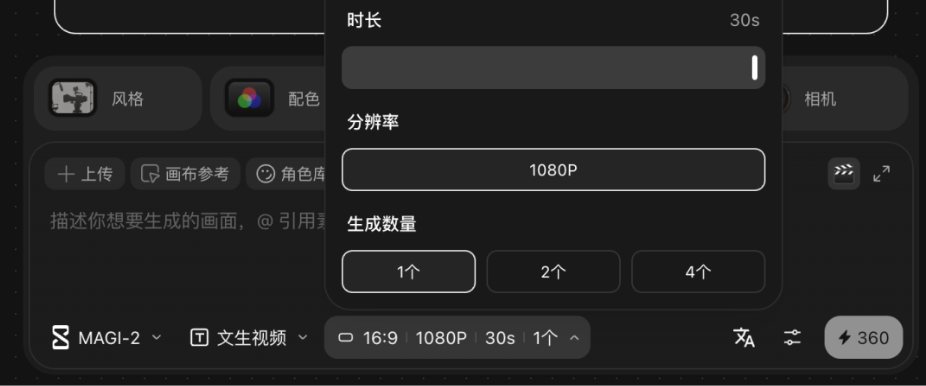 时长 30s
风格
配色
相机
分辨率
1080P
上传
画布参考
角色库
描述你想要生成的画面，@ 引用素
生成数量
1个 2个 4个
MAGI-2
文生视频
16:9 1080P 30s 1个
360